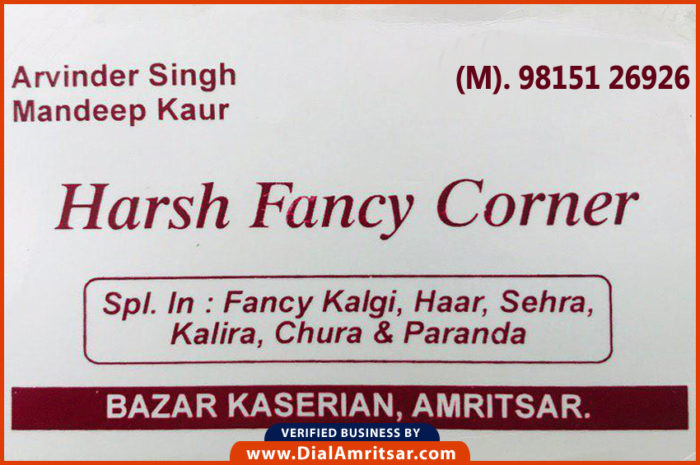 Arvinder Singh
Mandeep Kaur
(M). 98151 26926
Harsh Fancy Corner
Spl. In : Fancy Kalgi, Haar, Sehra,
Kalira, Chura & Paranda
BAZAR KASERIAN, AMRITSAR.
VERIFIED BUSINESS BY
www.DialAmritsar.com